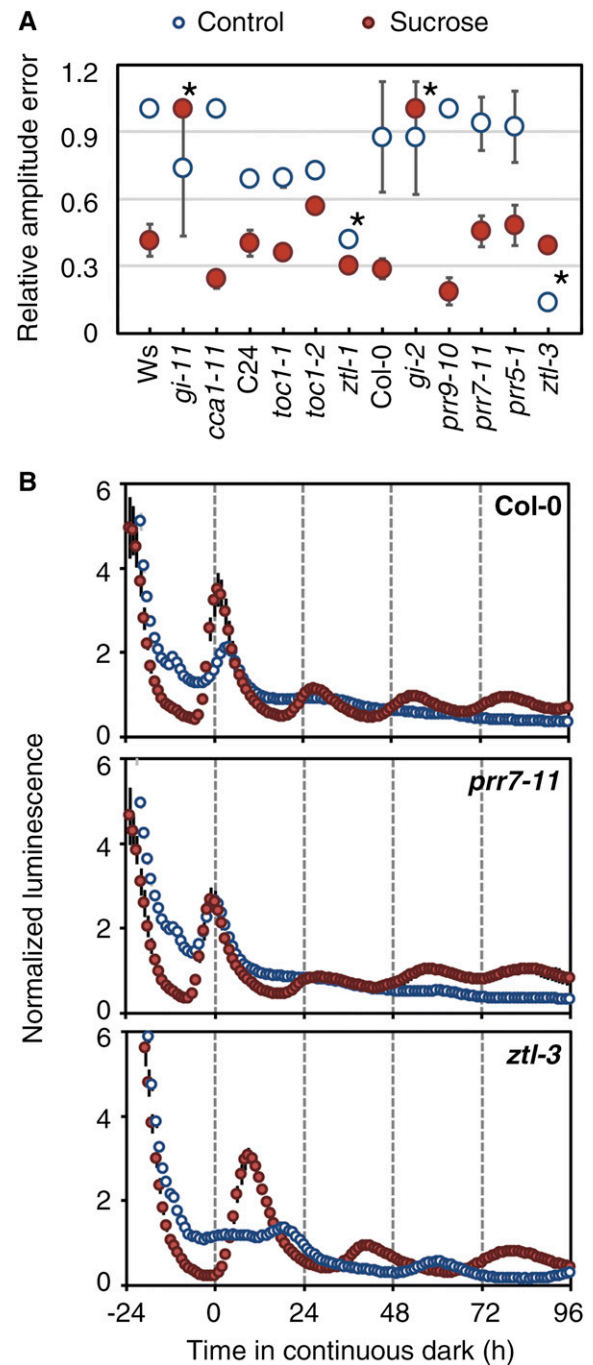 A
Control
Sucrose
Relative amplitude error
1.2
0.9
0.6
0.3
0
*
*
*
*
Ws
gi-11
cca1-11
C24
toc1-1
toc1-2
ztl-1
Col-0
gi-2
prr9-10
prr7-11
prr5-1
ztl-3
B
Normalized luminescence
6
4
2
0
Col-0
6
4
2
0
prr7-11
6
4
2
0
ztl-3
-24
0
24
48
72
96
Time in continuous dark (h)